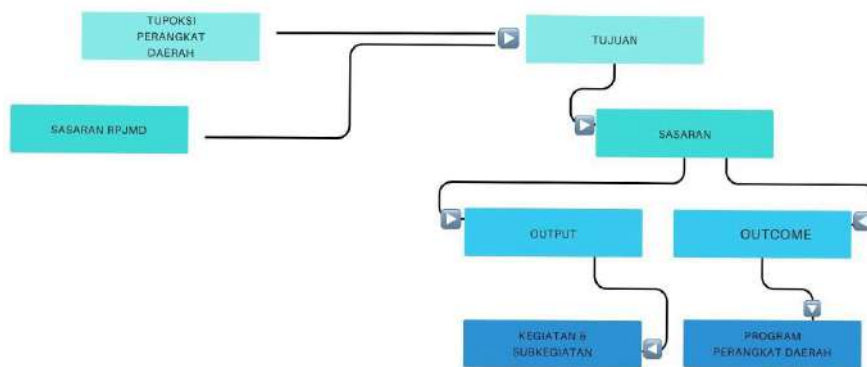 TUPOKSI
PERANGKAT
DAERAH
TUJUAN
SASARAN RPJMD
SASARAN
OUTPUT
OUTCOME
KEGIATAN &
SUBKEGIATAN
PROGRAM
PERANGKAT DAERAH